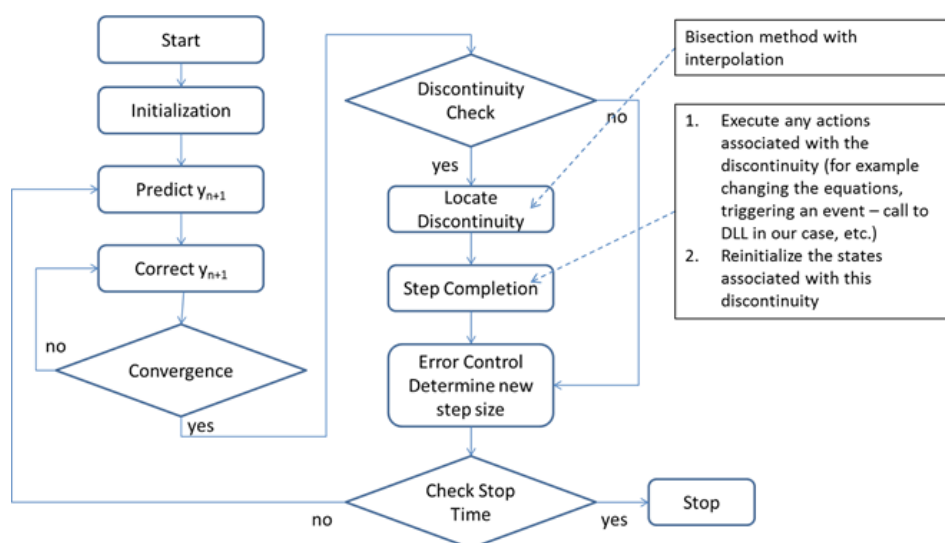 Start
Initialization
Predict yn+1
Correct yn+1
no
Convergence
yes
Discontinuity
Check
no
yes
Locate
Discontinuity
Step Completion
Error Control
Determine new
step size
Check Stop
Time
no
yes
Stop
Bisection method with
interpolation
1. Execute any actions
associated with the
discontinuity (for example
changing the equations,
triggering an event – call to
DLL in our case, etc.)
2. Reinitialize the states
associated with this
discontinuity